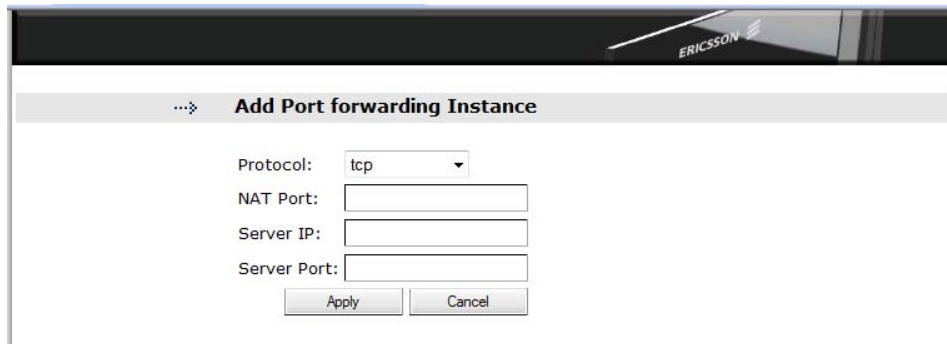 ERICSSON
Add Port forwarding Instance
Protocol: tcp
NAT Port:
Server IP:
Server Port:
Apply Cancel